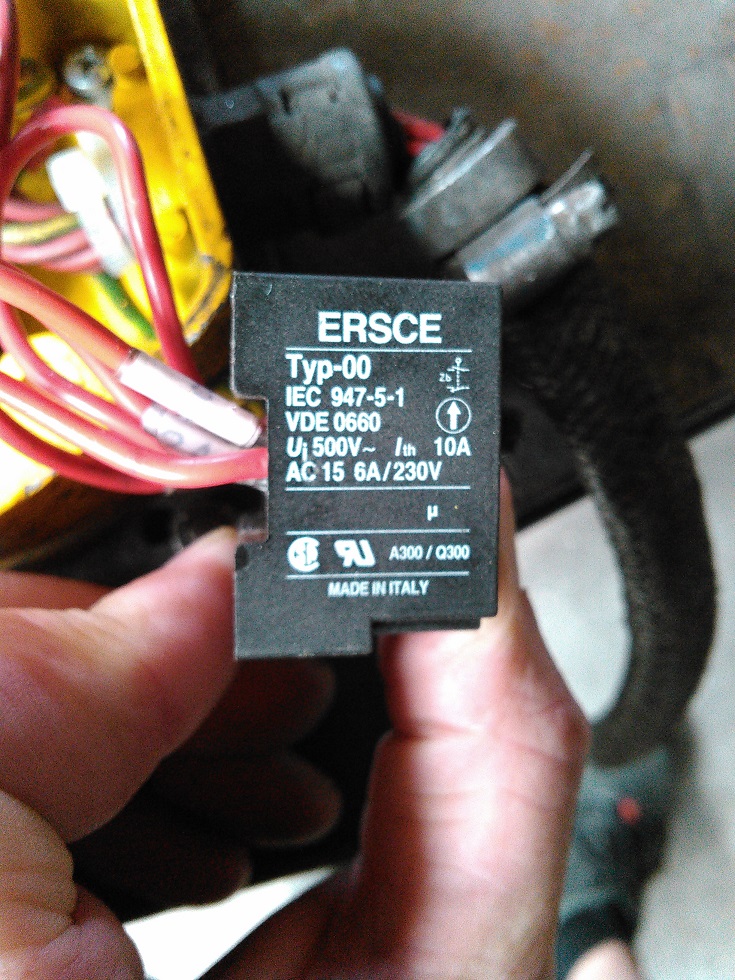 ERSCE
Typ-00
Zb
IEC 947-5-1
VDE 0660
Ui 500V~ Ith 10A
AC 15 6A/230V
µ
A300 / Q300
MADE IN ITALY